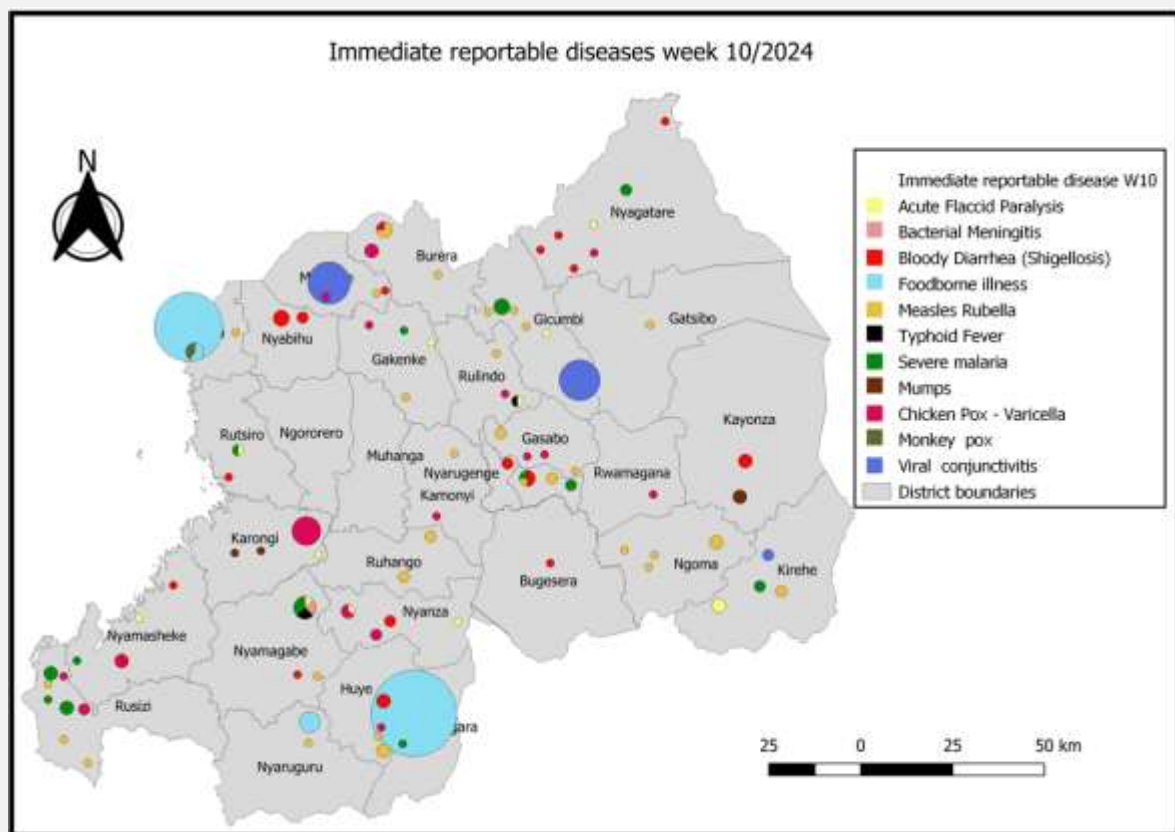 Immediate reportable diseases week 10/2024
N
Immediate reportable disease W10
Acute Flaccid Paralysis
Bacterial Meningitis
Bloody Diarrhea (Shigellosis)
Foodborne illness
Measles Rubella
Typhoid Fever
Severe malaria
Mumps
Chicken Pox - Varicella
Monkey pox
Viral conjunctivitis
District boundaries
Nyagatare
Burera
Nyabihu
Gakenke
Gicumbi
Gatsibo
Rulindo
Rutsiro
Ngororero
Muhanga
Gasabo
Kayonza
Nyarugenge
Rwamagana
Kamonyi
Karongi
Ruhango
Bugesera
Ngoma
Kirehe
Nyamasheke
Nyanza
Nyamagabe
Rusizi
Huye
jara
Nyaruguru
25 0 25 50 km